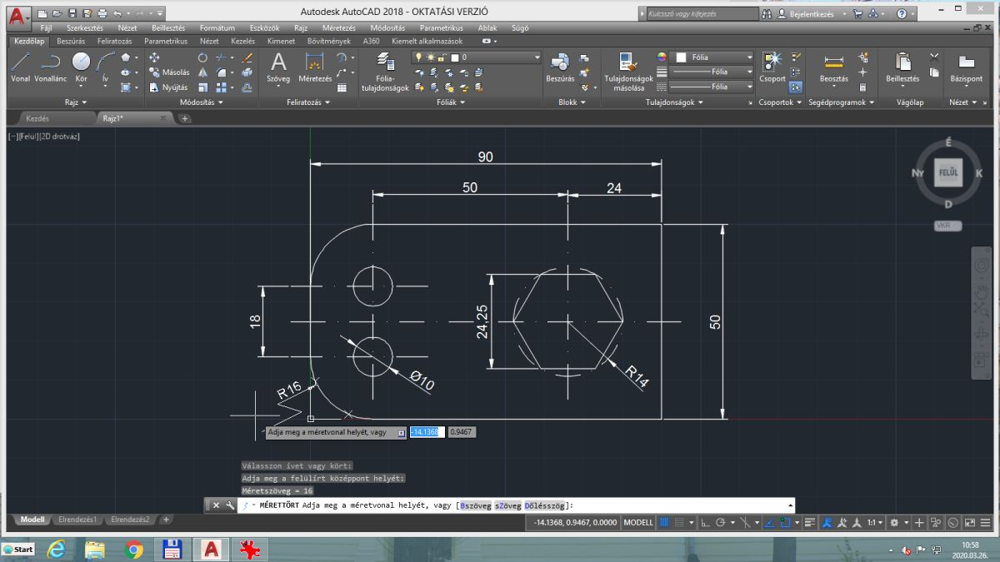 Autodesk AutoCAD 2018 - OKTATÁSI VERZIÓ
Kulcsszó vagy kifejezés
Bejelentkezés
Fájl Szerkesztés Nézet Beillesztés Formátum Eszközök Rajz Méretezés Módosítás Parametrikus Ablak Súgó
Kezdőlap Beszúrás Feliratozás Parametrikus Nézet Kezelés Kimenet Bővítmények A360 Kiemelt alkalmazások
Vonal Vonallánc Kör Ív
Másolás
Nyújtás
Szöveg Méretezés
Fólia-
tulajdonságok
0
Beszúrás
Tulajdonságok
másolása
Fólia
Fólia
Fólia
Csoport
Beosztás
Beillesztés
Bázispont
Rajz Módosítás Feliratozás Fóliák Blokk Tulajdonságok Csoportok Segédprogramok Vágólap Nézet
Kezdés Rajz1*
[−][Felül][2D drótváz]
É
Ny FELÜL K
D
VKR
90
50
24
18
24,25
50
Ø10
R14
R16
Adja meg a méretvonal helyét, vagy -14.1368 0.9467
Válasszon ívet vagy kört:
Adja meg a felülírt középpont helyét:
Méretszöveg = 16
MÉRETTÖRT Adja meg a méretvonal helyét, vagy [Bszöveg sZöveg Dőlésszög]:
Modell Elrendezés1 Elrendezés2 +
-14.1368, 0.9467, 0.0000 MODELL 1:1
Start
10:58
2020.03.26.